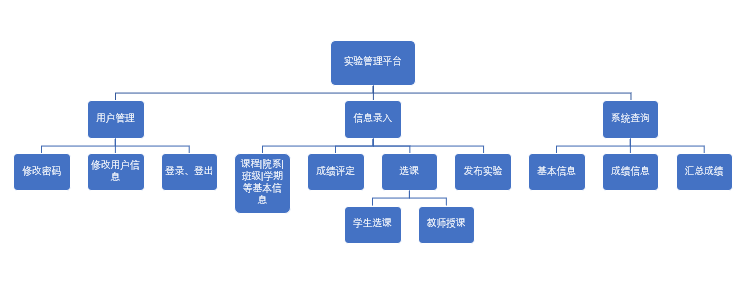 实验管理平台
用户管理
信息录入
系统查询
修改密码
修改用户信
息
登录、登出
课程|院系|
班级|学期
等基本信
息
成绩评定
选课
发布实验
基本信息
成绩信息
汇总成绩
学生选课
教师授课